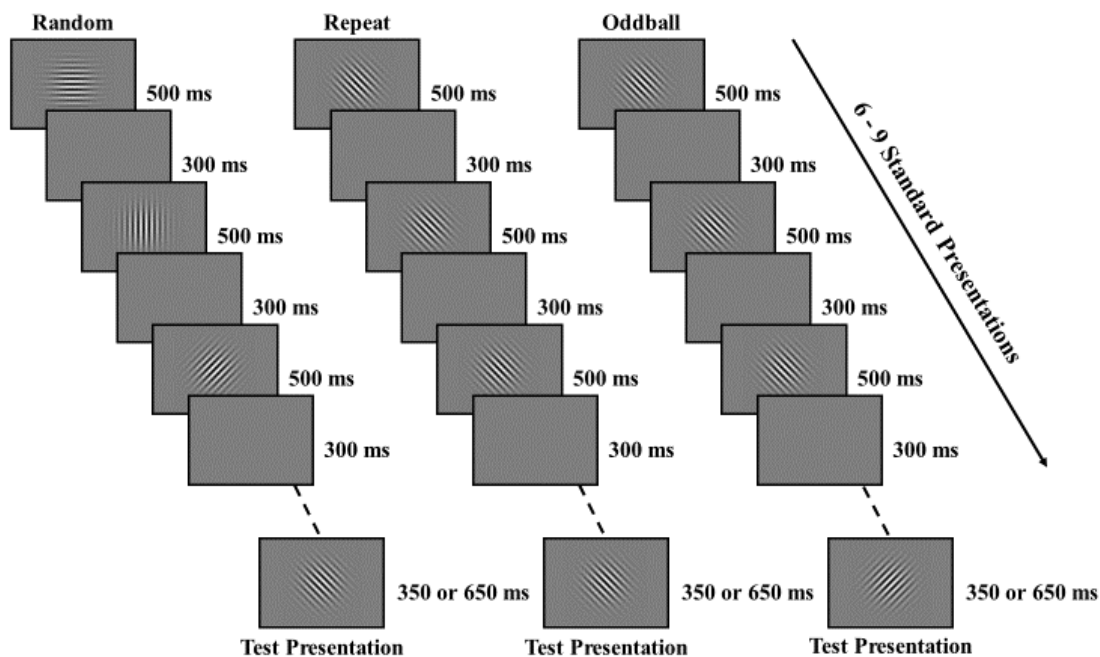 Random
500 ms
300 ms
500 ms
300 ms
500 ms
300 ms
350 or 650 ms
Test Presentation
Repeat
500 ms
300 ms
500 ms
300 ms
500 ms
300 ms
350 or 650 ms
Test Presentation
Oddball
500 ms
300 ms
500 ms
300 ms
500 ms
300 ms
350 or 650 ms
Test Presentation
6 - 9 Standard Presentations